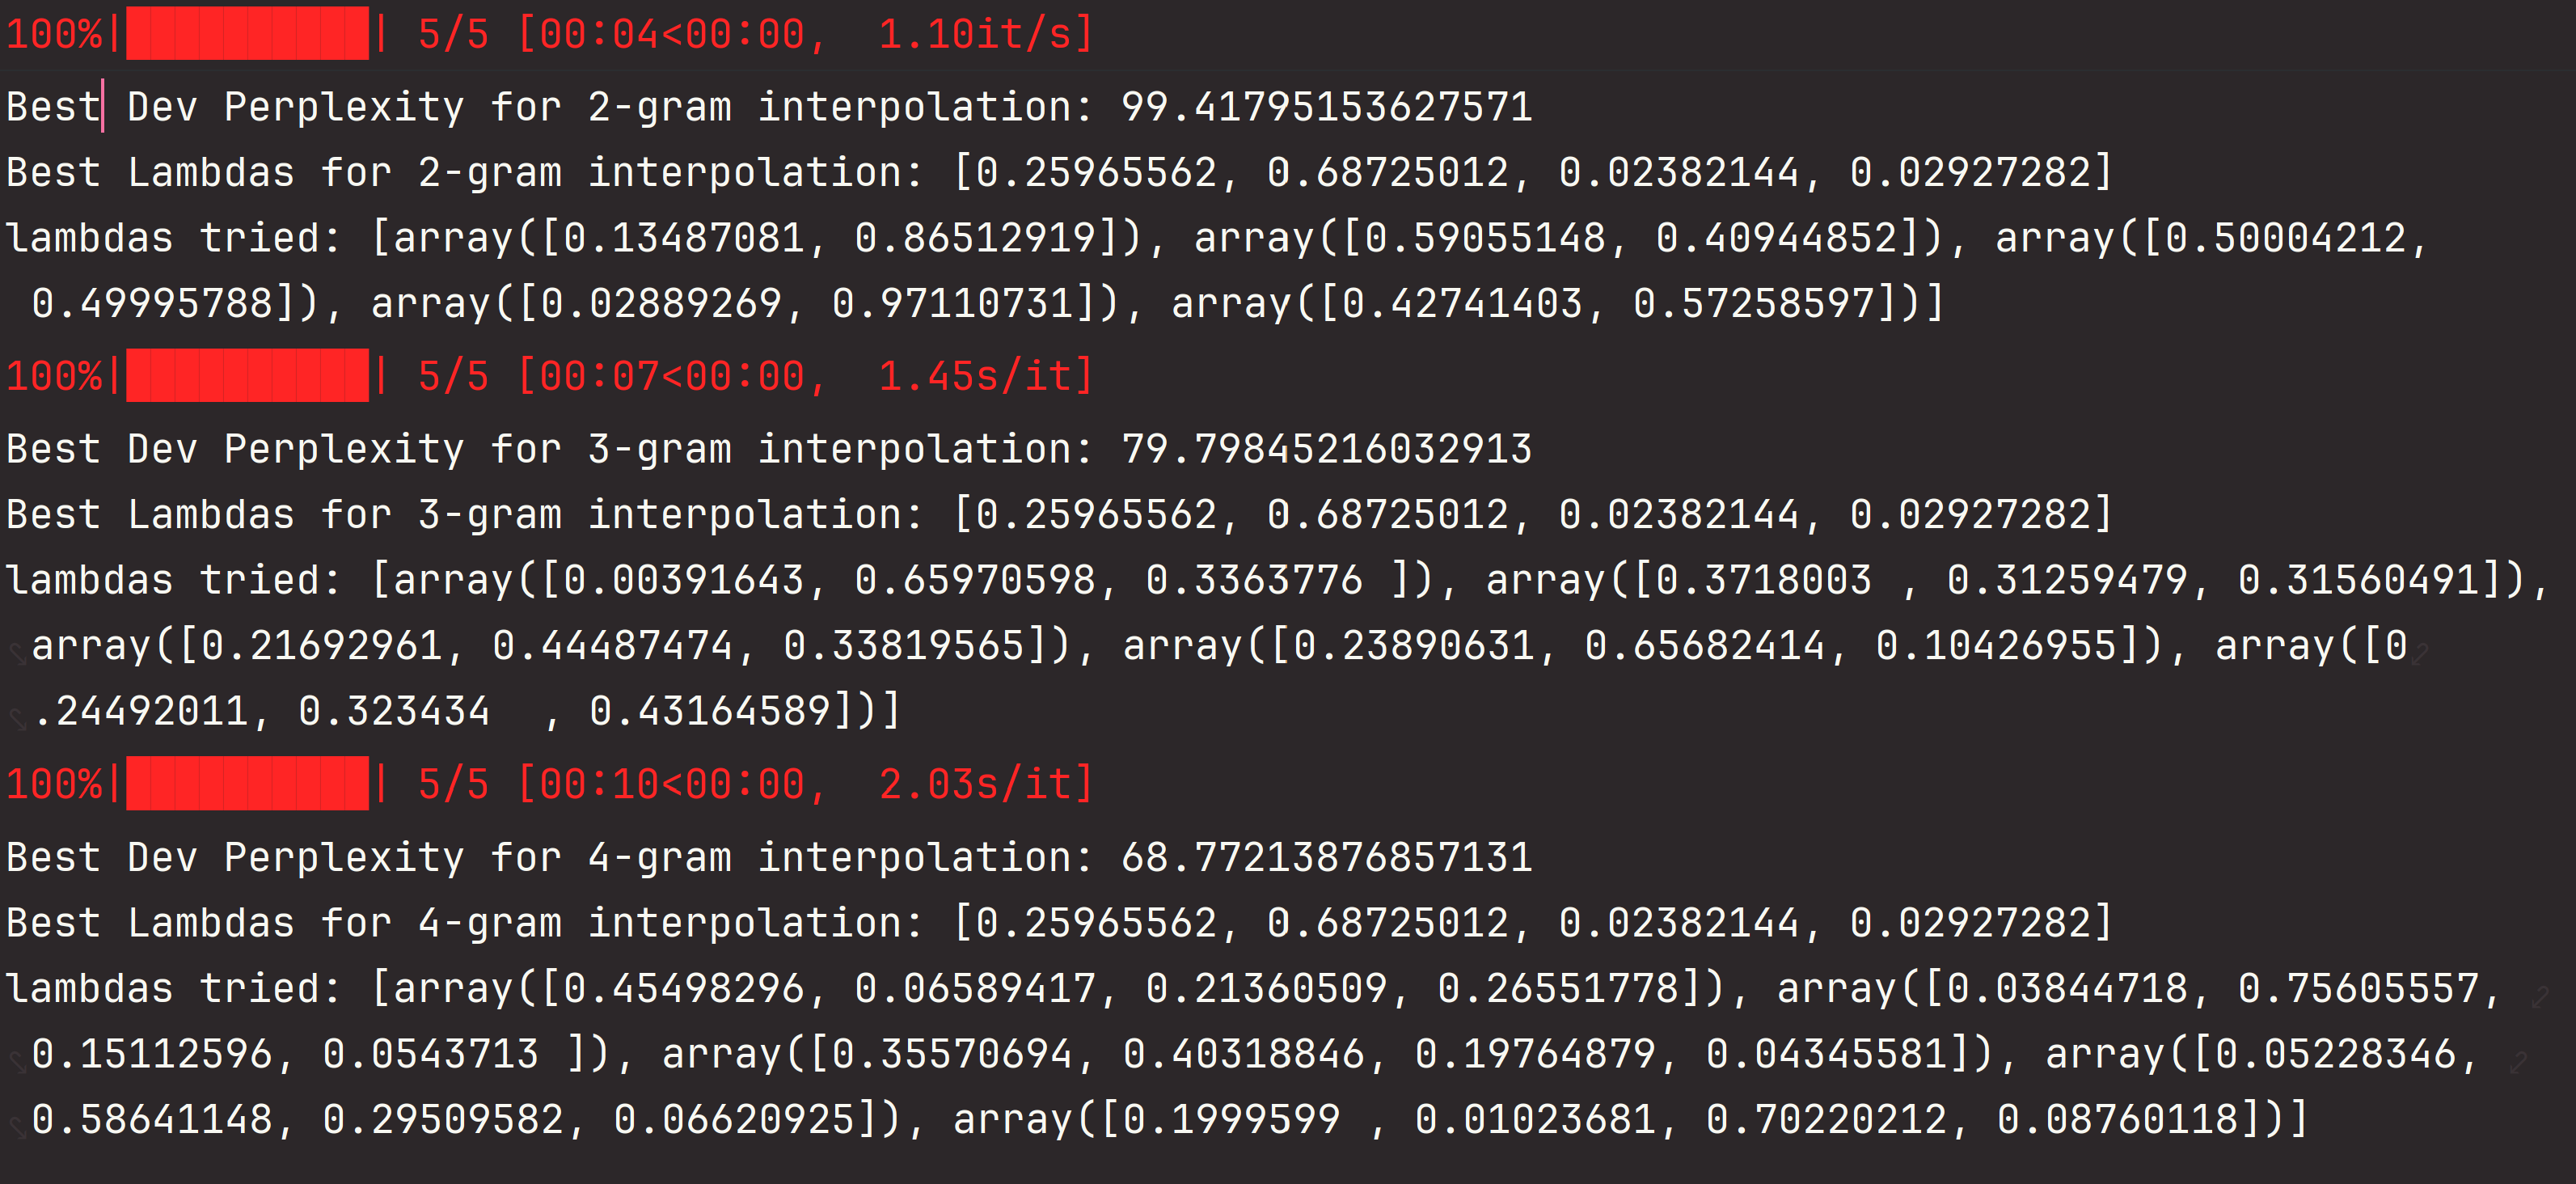 100%|██████████| 5/5 [00:04<00:00,  1.10it/s]
Best Dev Perplexity for 2-gram interpolation: 99.41795153627571
Best Lambdas for 2-gram interpolation: [0.25965562, 0.68725012, 0.02382144, 0.02927282]
lambdas tried: [array([0.13487081, 0.86512919]), array([0.59055148, 0.40944852]), array([0.50004212,
0.49995788]), array([0.02889269, 0.97110731]), array([0.42741403, 0.57258597])]
100%|██████████| 5/5 [00:07<00:00,  1.45s/it]
Best Dev Perplexity for 3-gram interpolation: 79.79845216032913
Best Lambdas for 3-gram interpolation: [0.25965562, 0.68725012, 0.02382144, 0.02927282]
lambdas tried: [array([0.00391643, 0.65970598, 0.3363776 ]), array([0.3718003 , 0.31259479, 0.31560491]),
array([0.21692961, 0.44487474, 0.33819565]), array([0.23890631, 0.65682414, 0.10426955]), array([0
.24492011, 0.323434  , 0.43164589])]
100%|██████████| 5/5 [00:10<00:00,  2.03s/it]
Best Dev Perplexity for 4-gram interpolation: 68.77213876857131
Best Lambdas for 4-gram interpolation: [0.25965562, 0.68725012, 0.02382144, 0.02927282]
lambdas tried: [array([0.45498296, 0.06589417, 0.21360509, 0.26551778]), array([0.03844718, 0.75605557,
0.15112596, 0.0543713 ]), array([0.35570694, 0.40318846, 0.19764879, 0.04345581]), array([0.05228346,
0.58641148, 0.29509582, 0.06620925]), array([0.1999599 , 0.01023681, 0.70220212, 0.08760118])]